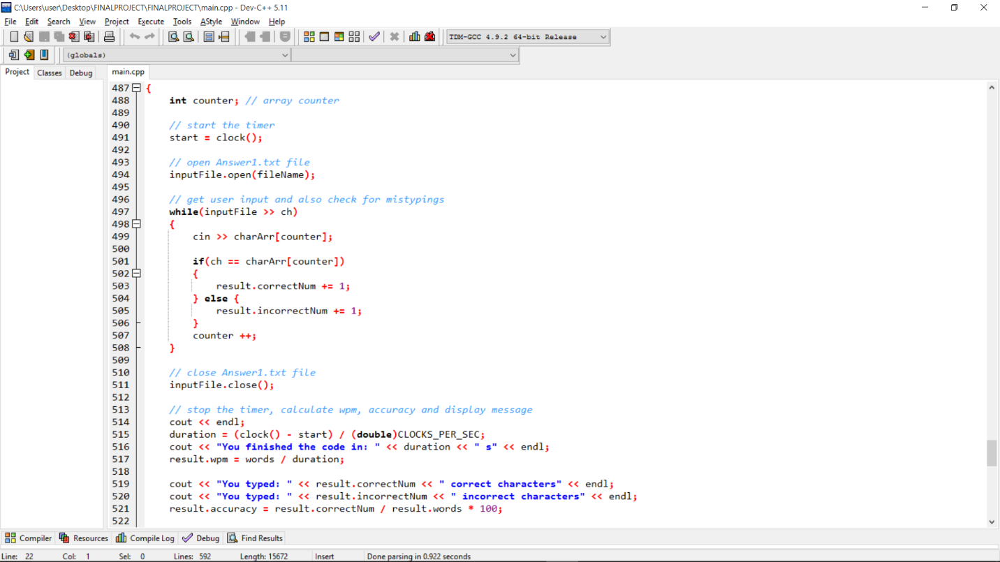 C:\Users\user\Desktop\FINALPROJECT\FINALPROJECT\main.cpp - Dev-C++ 5.11
File Edit Search View Project Execute Tools AStyle Window Help
TDM-GCC 4.9.2 64-bit Release
(globals)
Project Classes Debug main.cpp
487 {
488 int counter; // array counter
489
490 // start the timer
491 start = clock();
492
493 // open Answer1.txt file
494 inputFile.open(fileName);
495
496 // get user input and also check for mistypings
497 while(inputFile >> ch)
498 {
499 cin >> charArr[counter];
500
501 if(ch == charArr[counter])
502 {
503 result.correctNum += 1;
504 } else {
505 result.incorrectNum += 1;
506 }
507 counter ++;
508 }
509
510 // close Answer1.txt file
511 inputFile.close();
512
513 // stop the timer, calculate wpm, accuracy and display message
514 cout << endl;
515 duration = (clock() - start) / (double)CLOCKS_PER_SEC;
516 cout << "You finished the code in: " << duration << " s" << endl;
517 result.wpm = words / duration;
518
519 cout << "You typed: " << result.correctNum << " correct characters" << endl;
520 cout << "You typed: " << result.incorrectNum << " incorrect characters" << endl;
521 result.accuracy = result.correctNum / result.words * 100;
522
Compiler Resources Compile Log Debug Find Results
Line: 22 Col: 1 Sel: 0 Lines: 592 Length: 15672 Insert Done parsing in 0.922 seconds